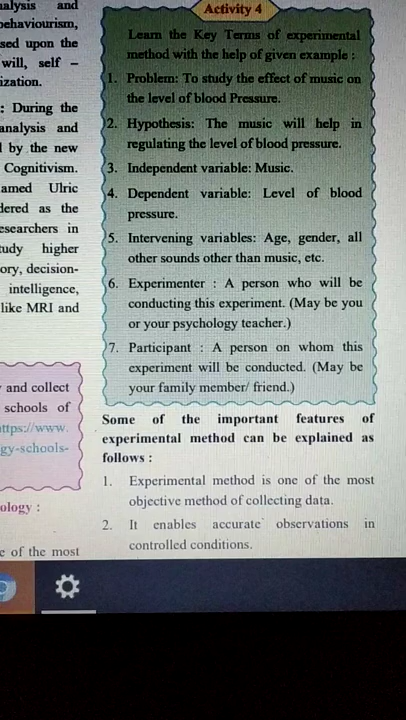 nalysis and
behaviourism,
sed upon the
will, self –
ization.
: During the
analysis and
l by the new
Cognitivism.
amed Ulric
dered as the
esearchers in
tudy higher
ory, decision-
intelligence,
like MRI and
and collect
schools of
ttps://www.
gy-schools-
ology :
e of the most
Activity 4
Learn the Key Terms of experimental
method with the help of given example :
1. Problem: To study the effect of music on
the level of blood Pressure.
2. Hypothesis: The music will help in
regulating the level of blood pressure.
3. Independent variable: Music.
4. Dependent variable: Level of blood
pressure.
5. Intervening variables: Age, gender, all
other sounds other than music, etc.
6. Experimenter : A person who will be
conducting this experiment. (May be you
or your psychology teacher.)
7. Participant : A person on whom this
experiment will be conducted. (May be
your family member/ friend.)
Some of the important features of
experimental method can be explained as
follows :
1. Experimental method is one of the most
objective method of collecting data.
2. It enables accurate observations in
controlled conditions.